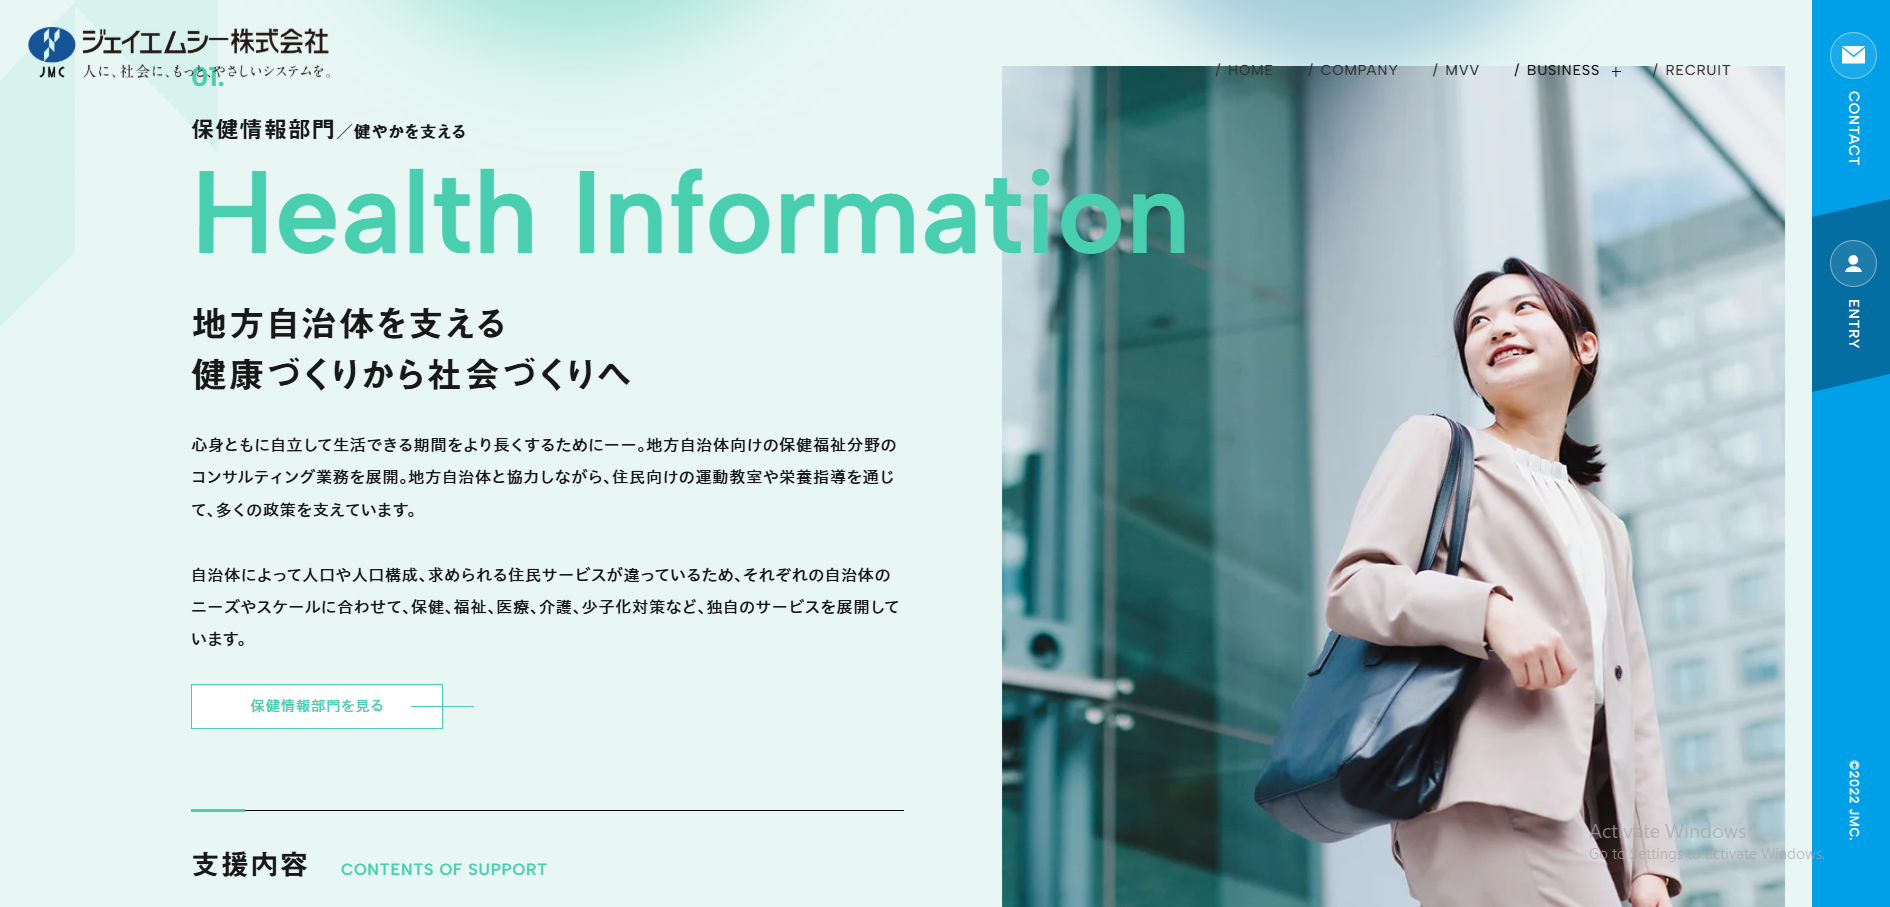 ジェイエムシー株式会社
JMC 人に、社会に、もっと、やさしいシステムを。
/ HOME / COMPANY / MVV / BUSINESS + / RECRUIT
01.
保健情報部門／健やかを支える
Health Information
地方自治体を支える
健康づくりから社会づくりへ
心身ともに自立して生活できる期間をより長くするためにーー。地方自治体向けの保健福祉分野の
コンサルティング業務を展開。地方自治体と協力しながら、住民向けの運動教室や栄養指導を通じ
て、多くの政策を支えています。
自治体によって人口や人口構成、求められる住民サービスが違っているため、それぞれの自治体の
ニーズやスケールに合わせて、保健、福祉、医療、介護、少子化対策など、独自のサービスを展開して
います。
保健情報部門を見る
支援内容 CONTENTS OF SUPPORT
CONTACT
ENTRY
©2022 JMC.
Activate Windows
Go to Settings to activate Windows.